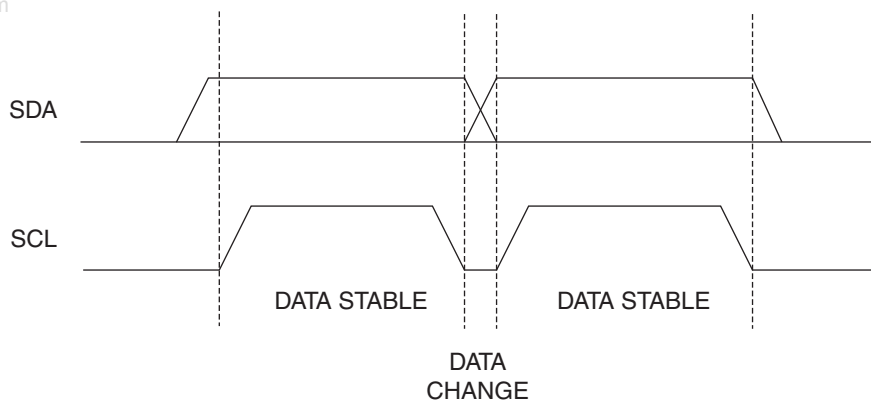 m
SDA
SCL
DATA STABLE DATA STABLE
DATA
CHANGE